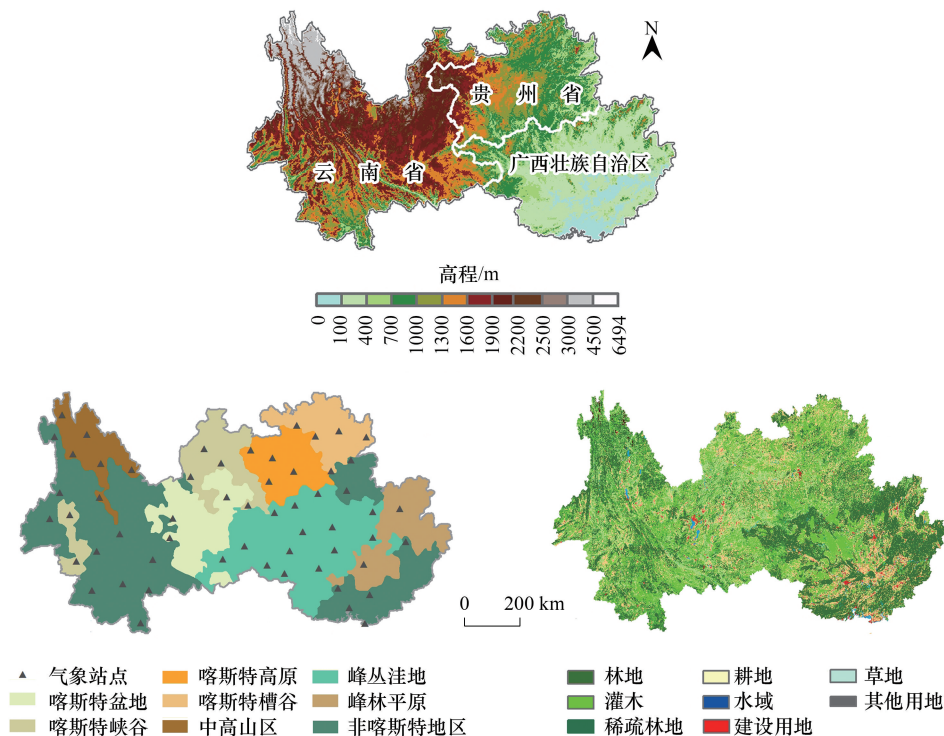 N
贵州省
广西壮族自治区
云南省
高程/m
0 100 400 700 1000 1300 1600 1900 2200 2500 3000 4500 6494
0 200 km
气象站点 喀斯特高原 峰丛洼地
喀斯特盆地 喀斯特槽谷 峰林平原
喀斯特峡谷 中高山区 非喀斯特地区
林地 耕地 草地
灌木 水域 其他用地
稀疏林地 建设用地